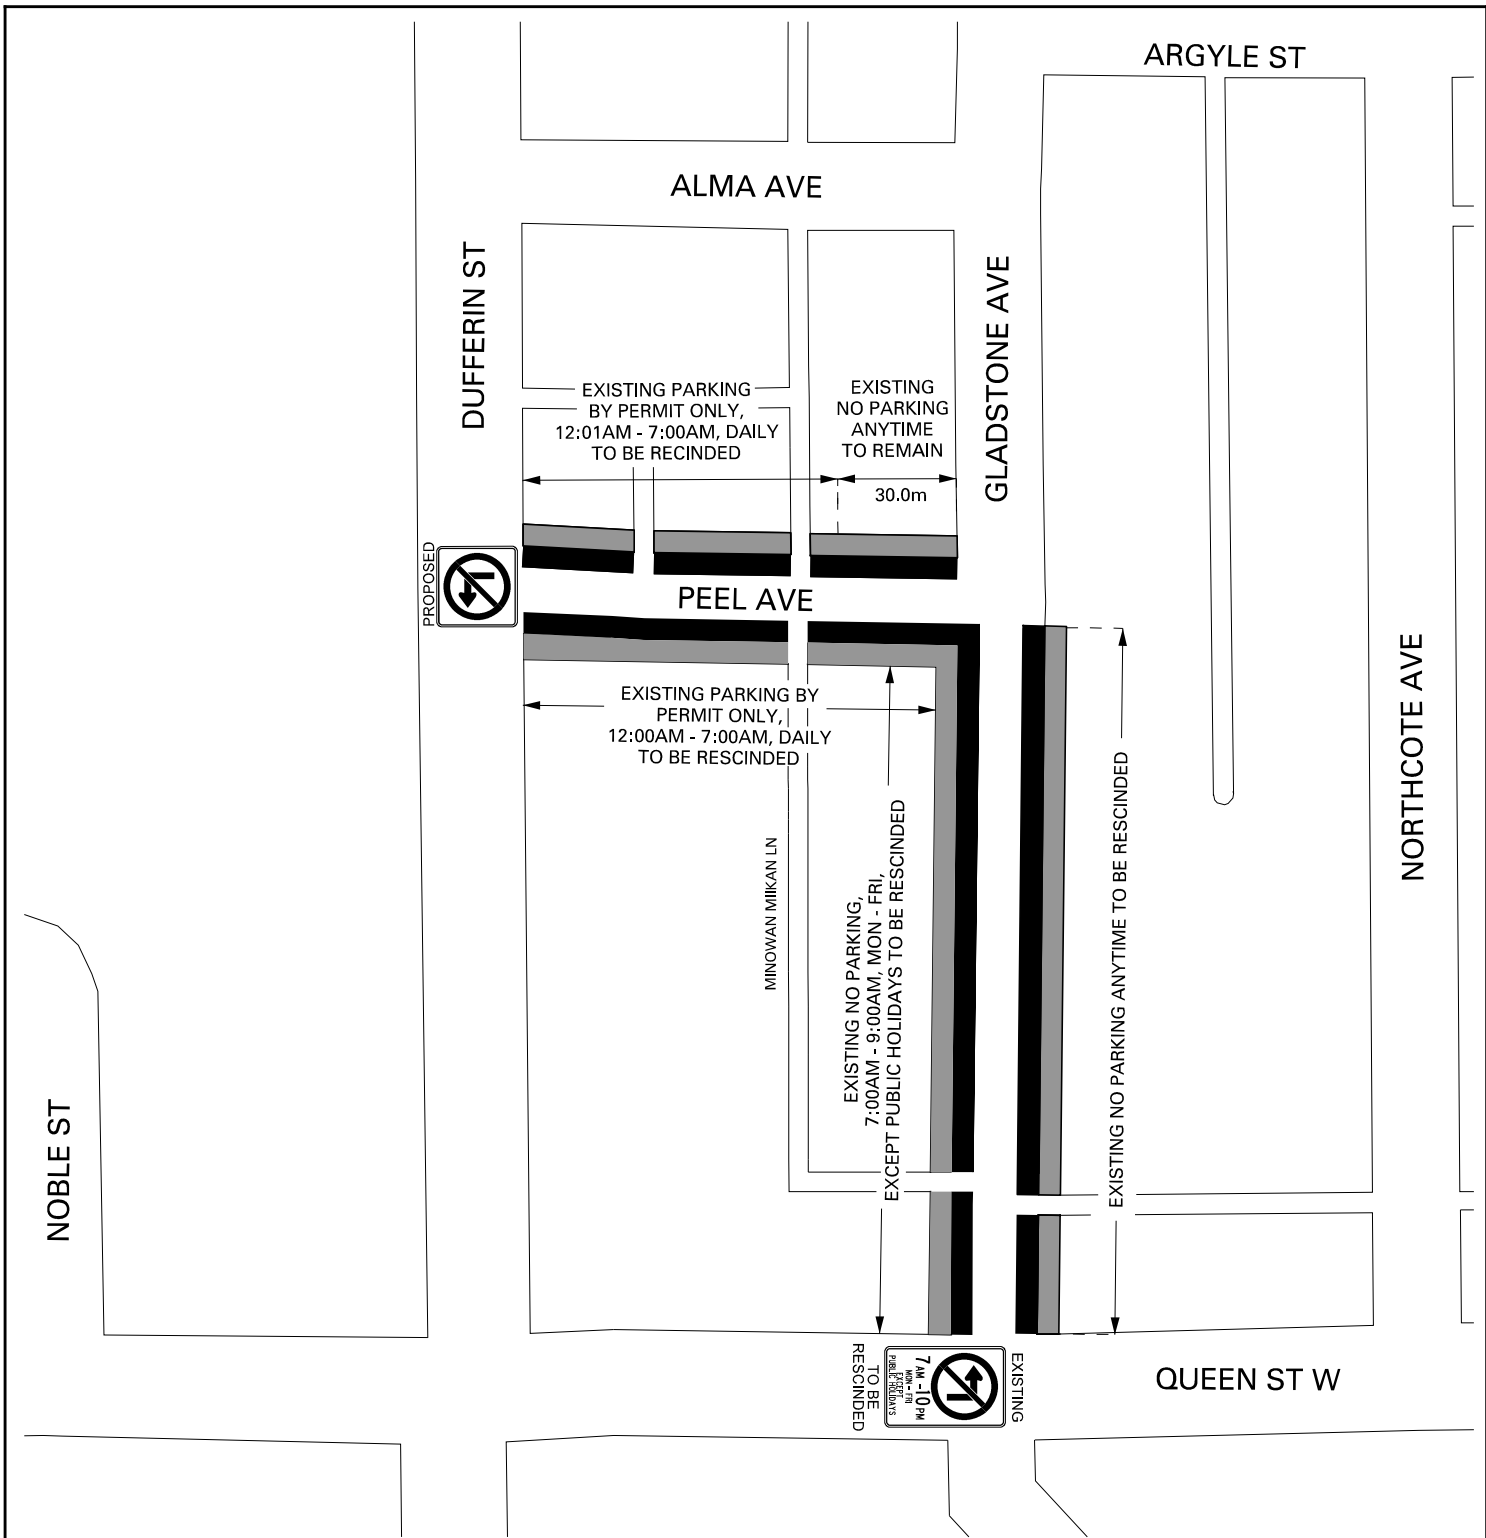 ARGYLE ST
ALMA AVE
DUFFERIN ST
GLADSTONE AVE
EXISTING PARKING
BY PERMIT ONLY,
12:01AM - 7:00AM, DAILY
TO BE RECINDED
EXISTING
NO PARKING
ANYTIME
TO REMAIN
30.0m
PROPOSED
PEEL AVE
EXISTING PARKING BY
PERMIT ONLY,
12:00AM - 7:00AM, DAILY
TO BE RESCINDED
MINOWAN MIIKAN LN
EXISTING NO PARKING,
7:00AM - 9:00AM, MON - FRI,
EXCEPT PUBLIC HOLIDAYS TO BE RESCINDED
EXISTING NO PARKING ANYTIME TO BE RESCINDED
NORTHCOTE AVE
NOBLE ST
EXISTING
7 AM - 10 PM
MON - FRI
EXCEPT
PUBLIC HOLIDAYS
TO BE
RESCINDED
QUEEN ST W